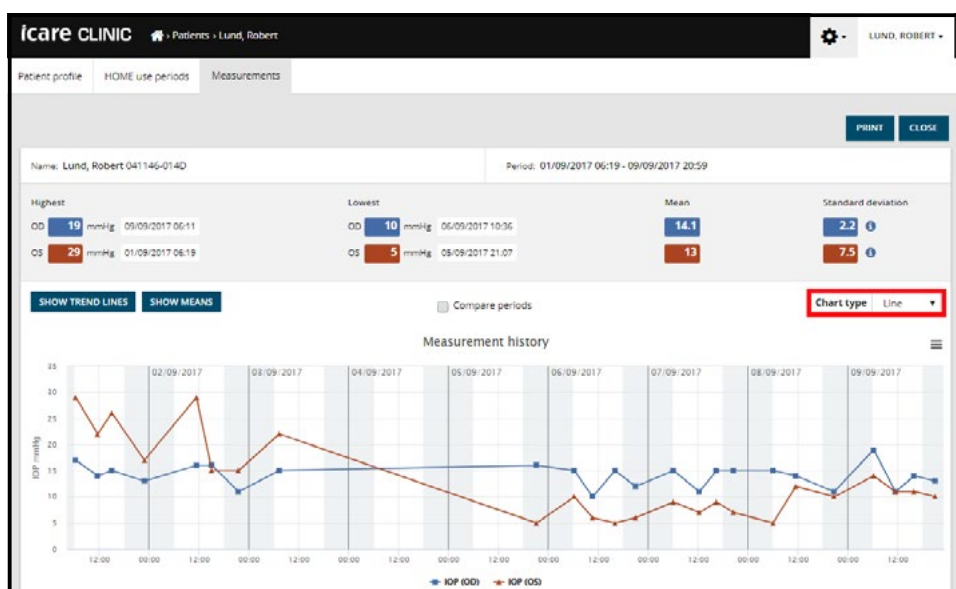 icare CLINIC › Patients › Lund, Robert LUND, ROBERT
Patient profile HOME use periods Measurements
PRINT CLOSE
Name: Lund, Robert 041146-014D Period: 01/09/2017 06:19 - 09/09/2017 20:59
Highest Lowest Mean Standard deviation
OD 19 mmHg 09/09/2017 06:11 OD 10 mmHg 06/09/2017 10:36 14.1 2.2
OS 29 mmHg 01/09/2017 06:19 OS 5 mmHg 05/09/2017 21:07 13 7.5
SHOW TREND LINES SHOW MEANS Compare periods Chart type Line
Measurement history
35
02/09/2017 03/09/2017 04/09/2017 05/09/2017 06/09/2017 07/09/2017 08/09/2017 09/09/2017
30
25
20
15
10
5
0
IOP mmHg
12:00 00:00 12:00 00:00 12:00 00:00 12:00 00:00 12:00 00:00 12:00 00:00 12:00 00:00 12:00 00:00 12:00
IOP (OD) IOP (OS)